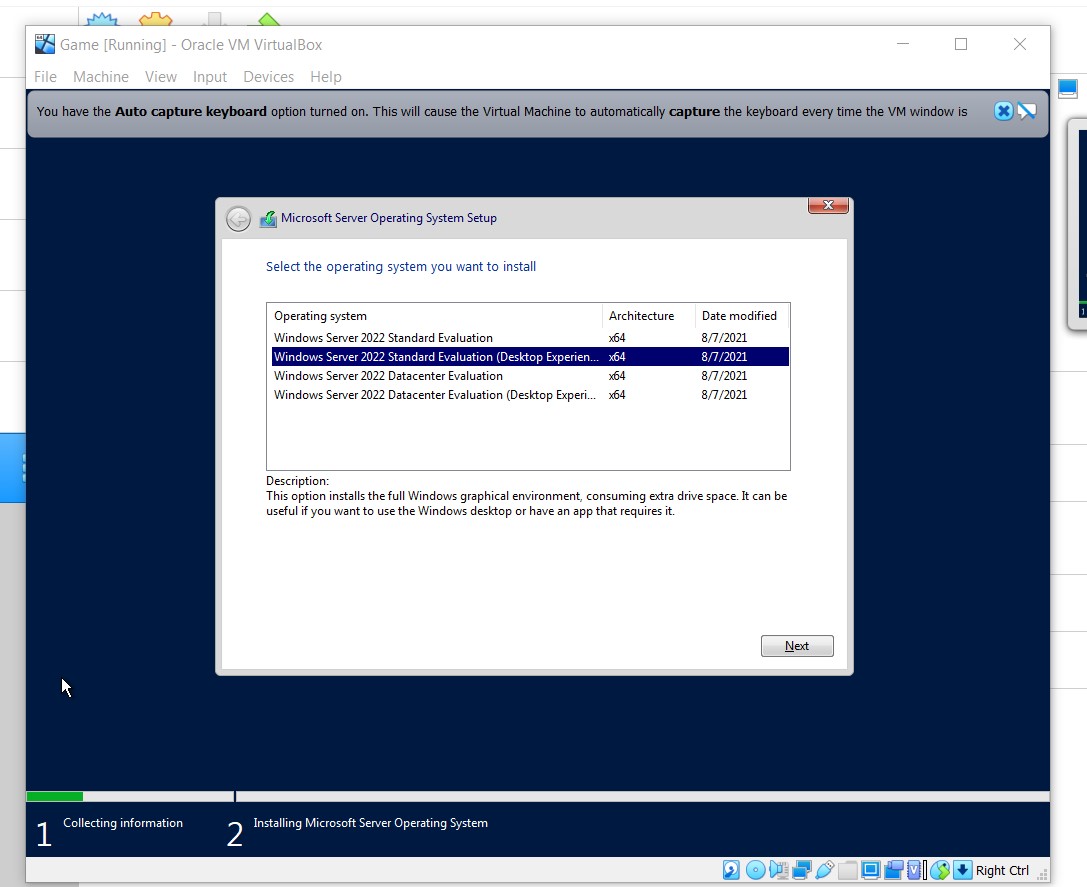 Game [Running] - Oracle VM VirtualBox
File Machine View Input Devices Help
You have the Auto capture keyboard option turned on. This will cause the Virtual Machine to automatically capture the keyboard every time the VM window is
Microsoft Server Operating System Setup
Select the operating system you want to install
Operating system Architecture Date modified
Windows Server 2022 Standard Evaluation x64 8/7/2021
Windows Server 2022 Standard Evaluation (Desktop Experien... x64 8/7/2021
Windows Server 2022 Datacenter Evaluation x64 8/7/2021
Windows Server 2022 Datacenter Evaluation (Desktop Experi... x64 8/7/2021
Description:
This option installs the full Windows graphical environment, consuming extra drive space. It can be
useful if you want to use the Windows desktop or have an app that requires it.
Next
1 Collecting information 2 Installing Microsoft Server Operating System
Right Ctrl